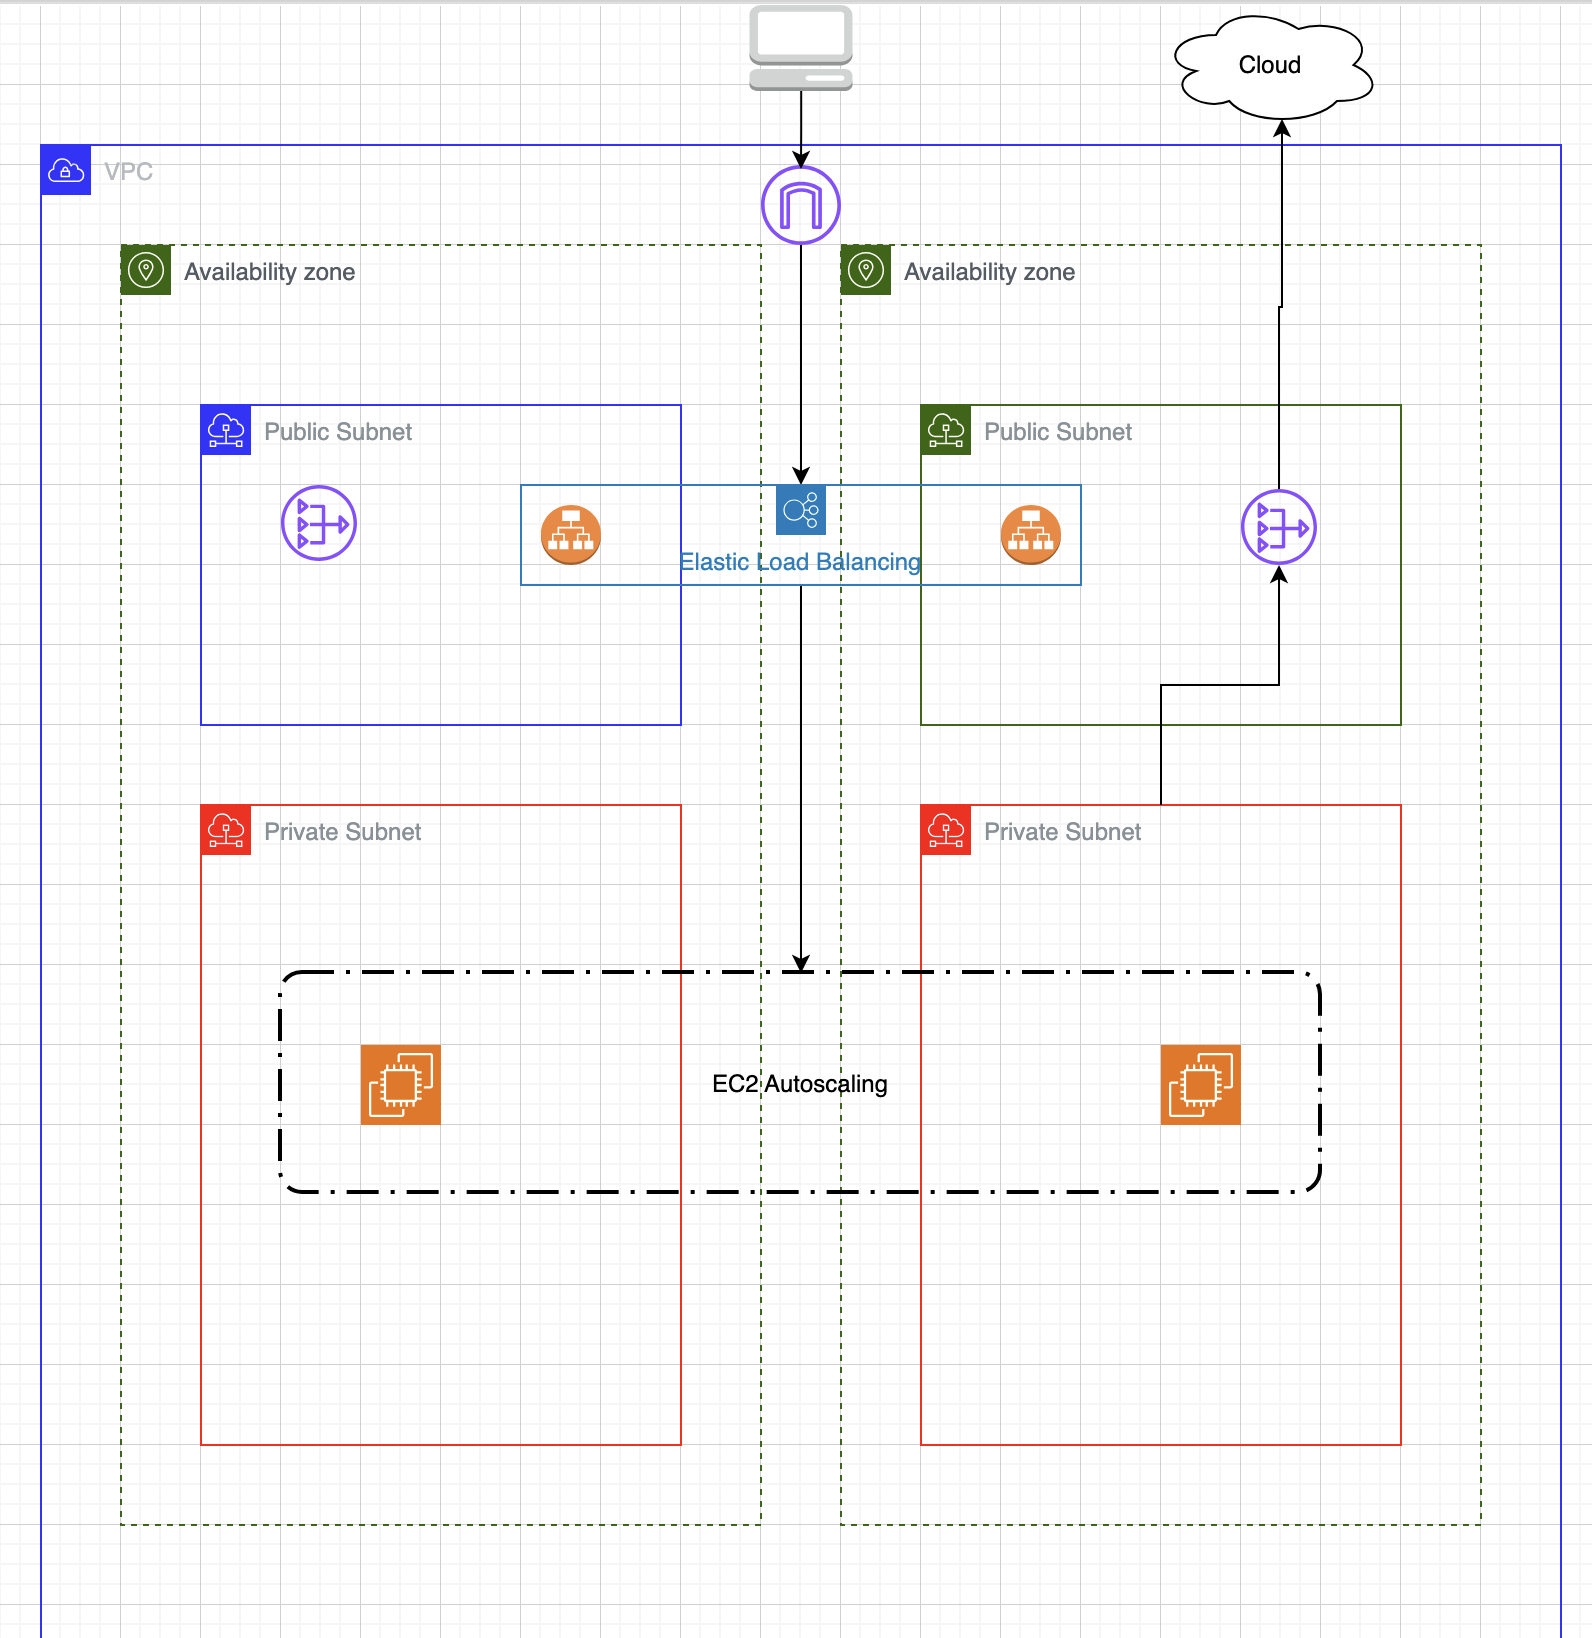 Cloud
VPC
Availability zone
Availability zone
Public Subnet
Public Subnet
Elastic Load Balancing
Private Subnet
Private Subnet
EC2 Autoscaling